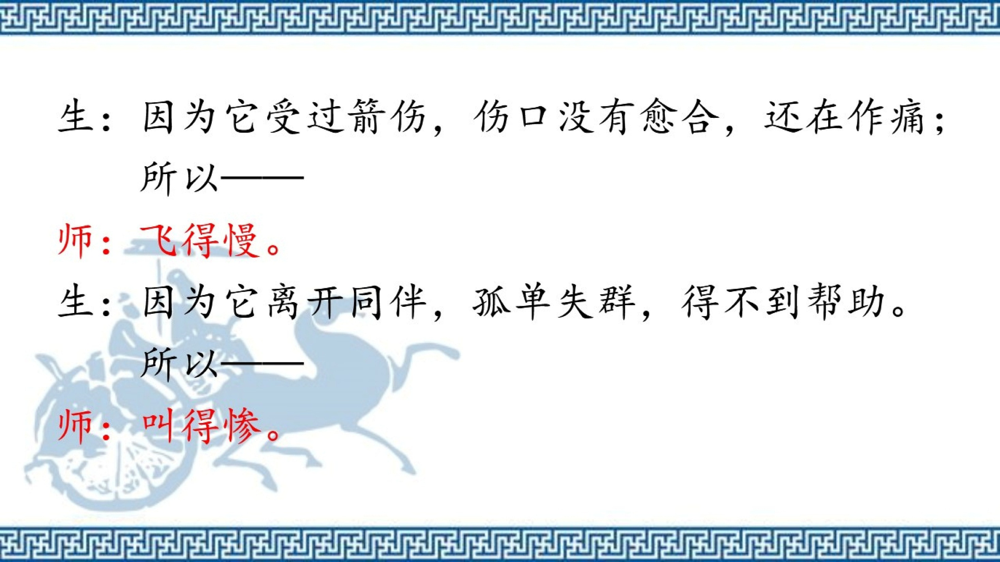 生：因为它受过箭伤，伤口没有愈合，还在作痛；
所以——
师：飞得慢。
生：因为它离开同伴，孤单失群，得不到帮助。
所以——
师：叫得惨。